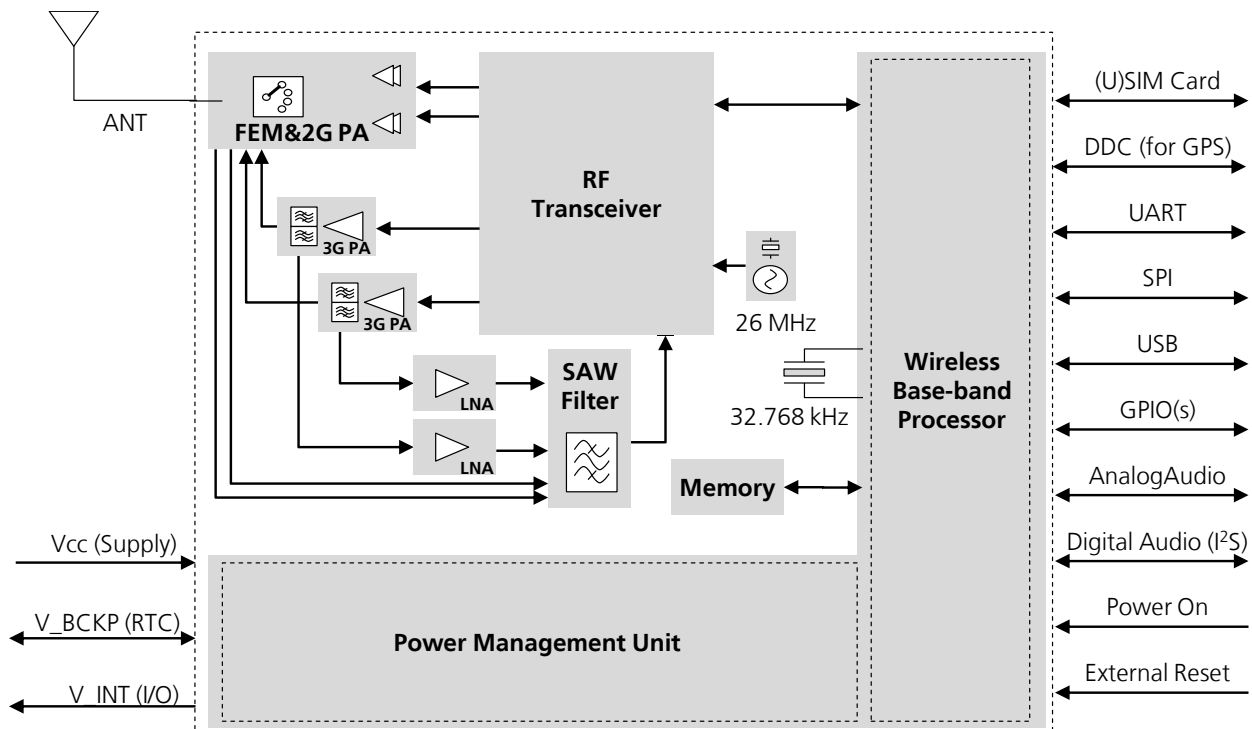 ANT
FEM&2G PA
3G PA
3G PA
LNA
LNA
SAW
Filter
RF
Transceiver
26 MHz
32.768 kHz
Memory
Wireless
Base-band
Processor
Power Management Unit
Vcc (Supply)
V_BCKP (RTC)
V_INT (I/O)
(U)SIM Card
DDC (for GPS)
UART
SPI
USB
GPIO(s)
AnalogAudio
Digital Audio (I²S)
Power On
External Reset